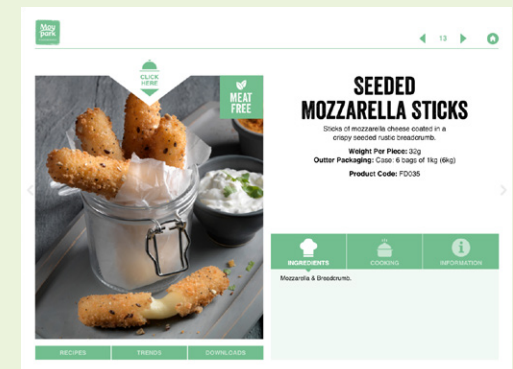 Moy
park
13
CLICK
HERE
MEAT
FREE
SEEDED
MOZZARELLA STICKS
Sticks of mozzarella cheese coated in a
crispy seeded rustic breadcrumb.
Weight Per Piece: 32g
Outter Packaging: Case: 6 bags of 1kg (6kg)
Product Code: FD035
INGREDIENTS
COOKING
INFORMATION
Mozzarella & Breadcrumb.
RECIPES
TRENDS
DOWNLOADS